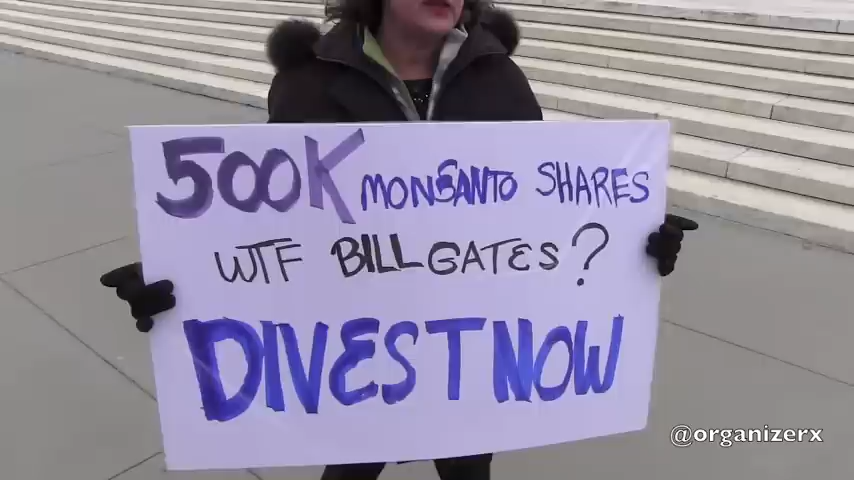 500K MONSANTO SHARES
WTF BILL GATES?
DIVEST NOW
@organizerx